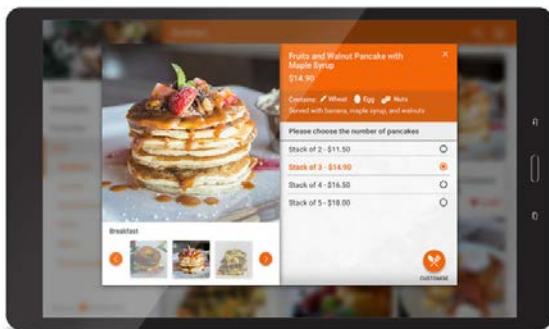 Fruits and Walnut Pancake with
Maple Syrup
$14.90
Contains: Wheat Egg Nuts
Served with banana, maple syrup, and walnuts
Please choose the number of pancakes
Stack of 2 - $11.50
Stack of 3 - $14.90
Stack of 4 - $16.50
Stack of 5 - $18.00
Breakfast
CUSTOMISE